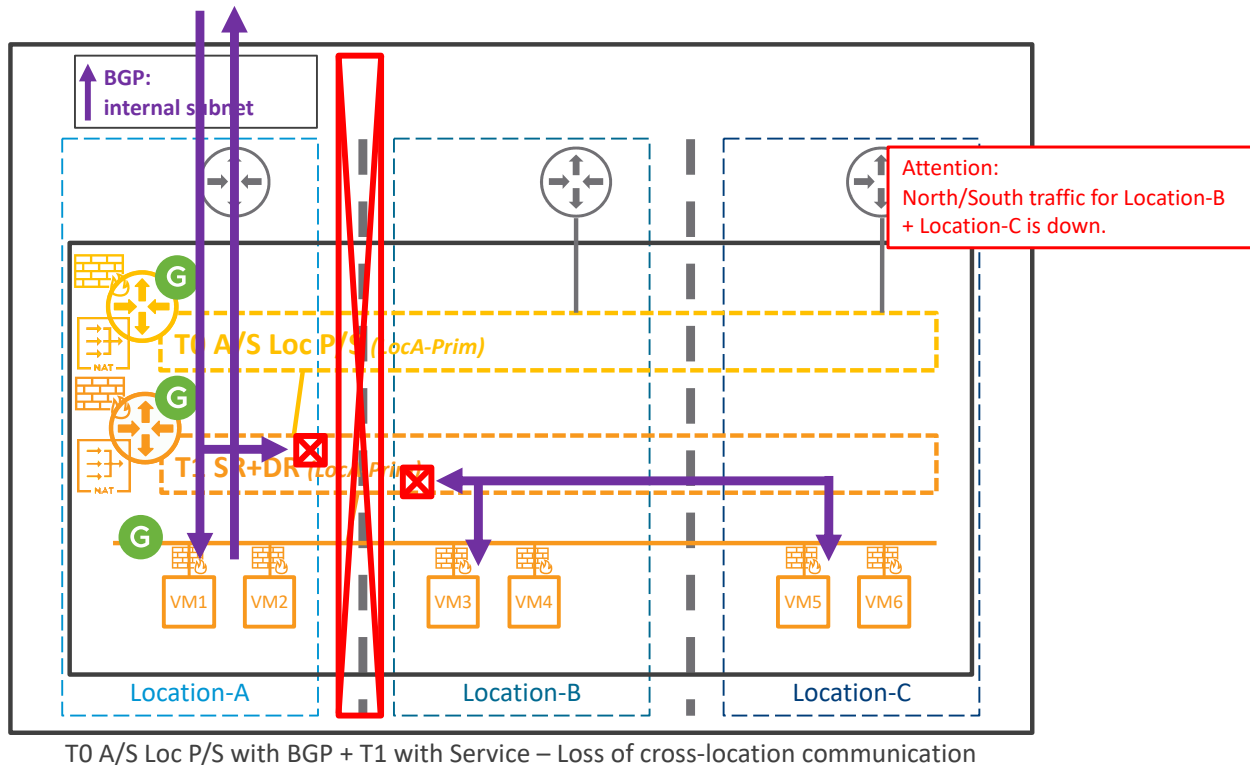 BGP:
internal subnet
Attention:
North/South traffic for Location-B
+ Location-C is down.
G
T0 A/S Loc P/S (LocA-Prim)
NAT
G
T1 SR+DR (LocA-Prim)
NAT
G
VM1
VM2
VM3
VM4
VM5
VM6
Location-A
Location-B
Location-C
T0 A/S Loc P/S with BGP + T1 with Service – Loss of cross-location communication